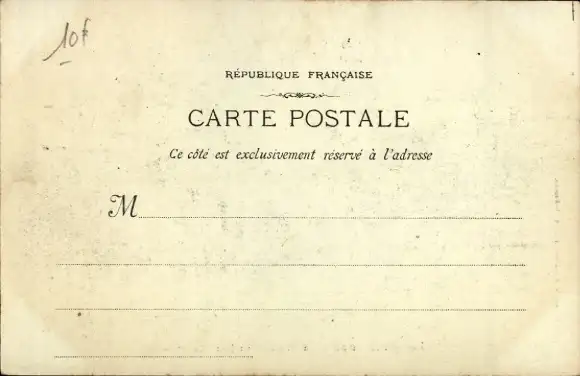 10f
RÉPUBLIQUE FRANÇAISE
CARTE POSTALE
Ce côté est exclusivement réservé à l'adresse
M